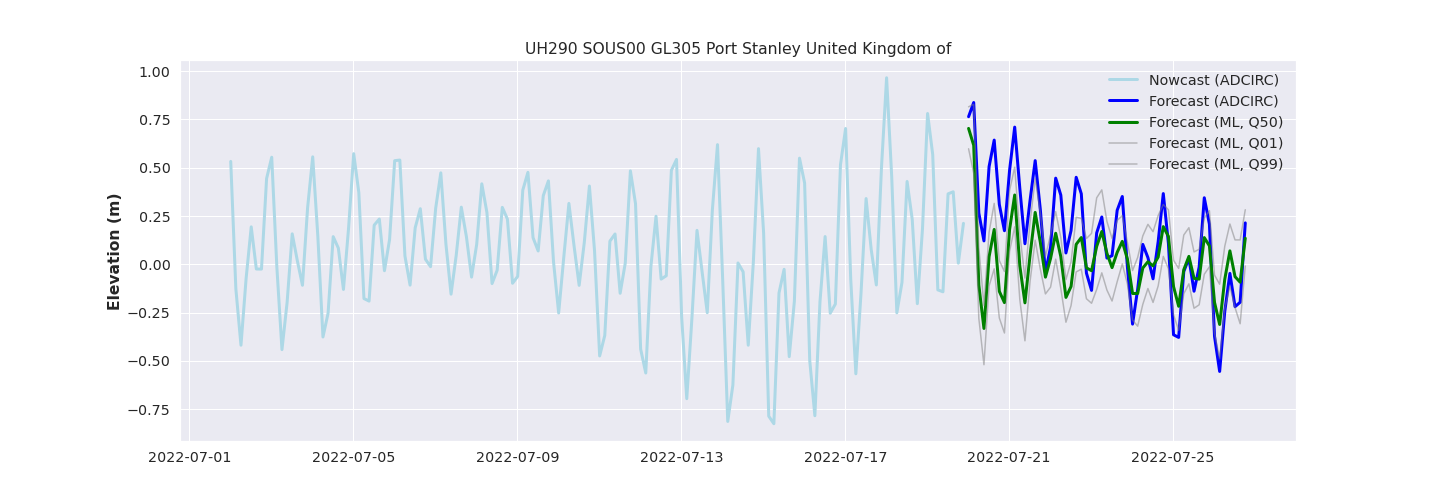 UH290 SOUS00 GL305 Port Stanley United Kingdom of
1.00
0.75
0.50
0.25
0.00
−0.25
−0.50
−0.75
Elevation (m)
Nowcast (ADCIRC)
Forecast (ADCIRC)
Forecast (ML, Q50)
Forecast (ML, Q01)
Forecast (ML, Q99)
2022-07-01 2022-07-05 2022-07-09 2022-07-13 2022-07-17 2022-07-21 2022-07-25